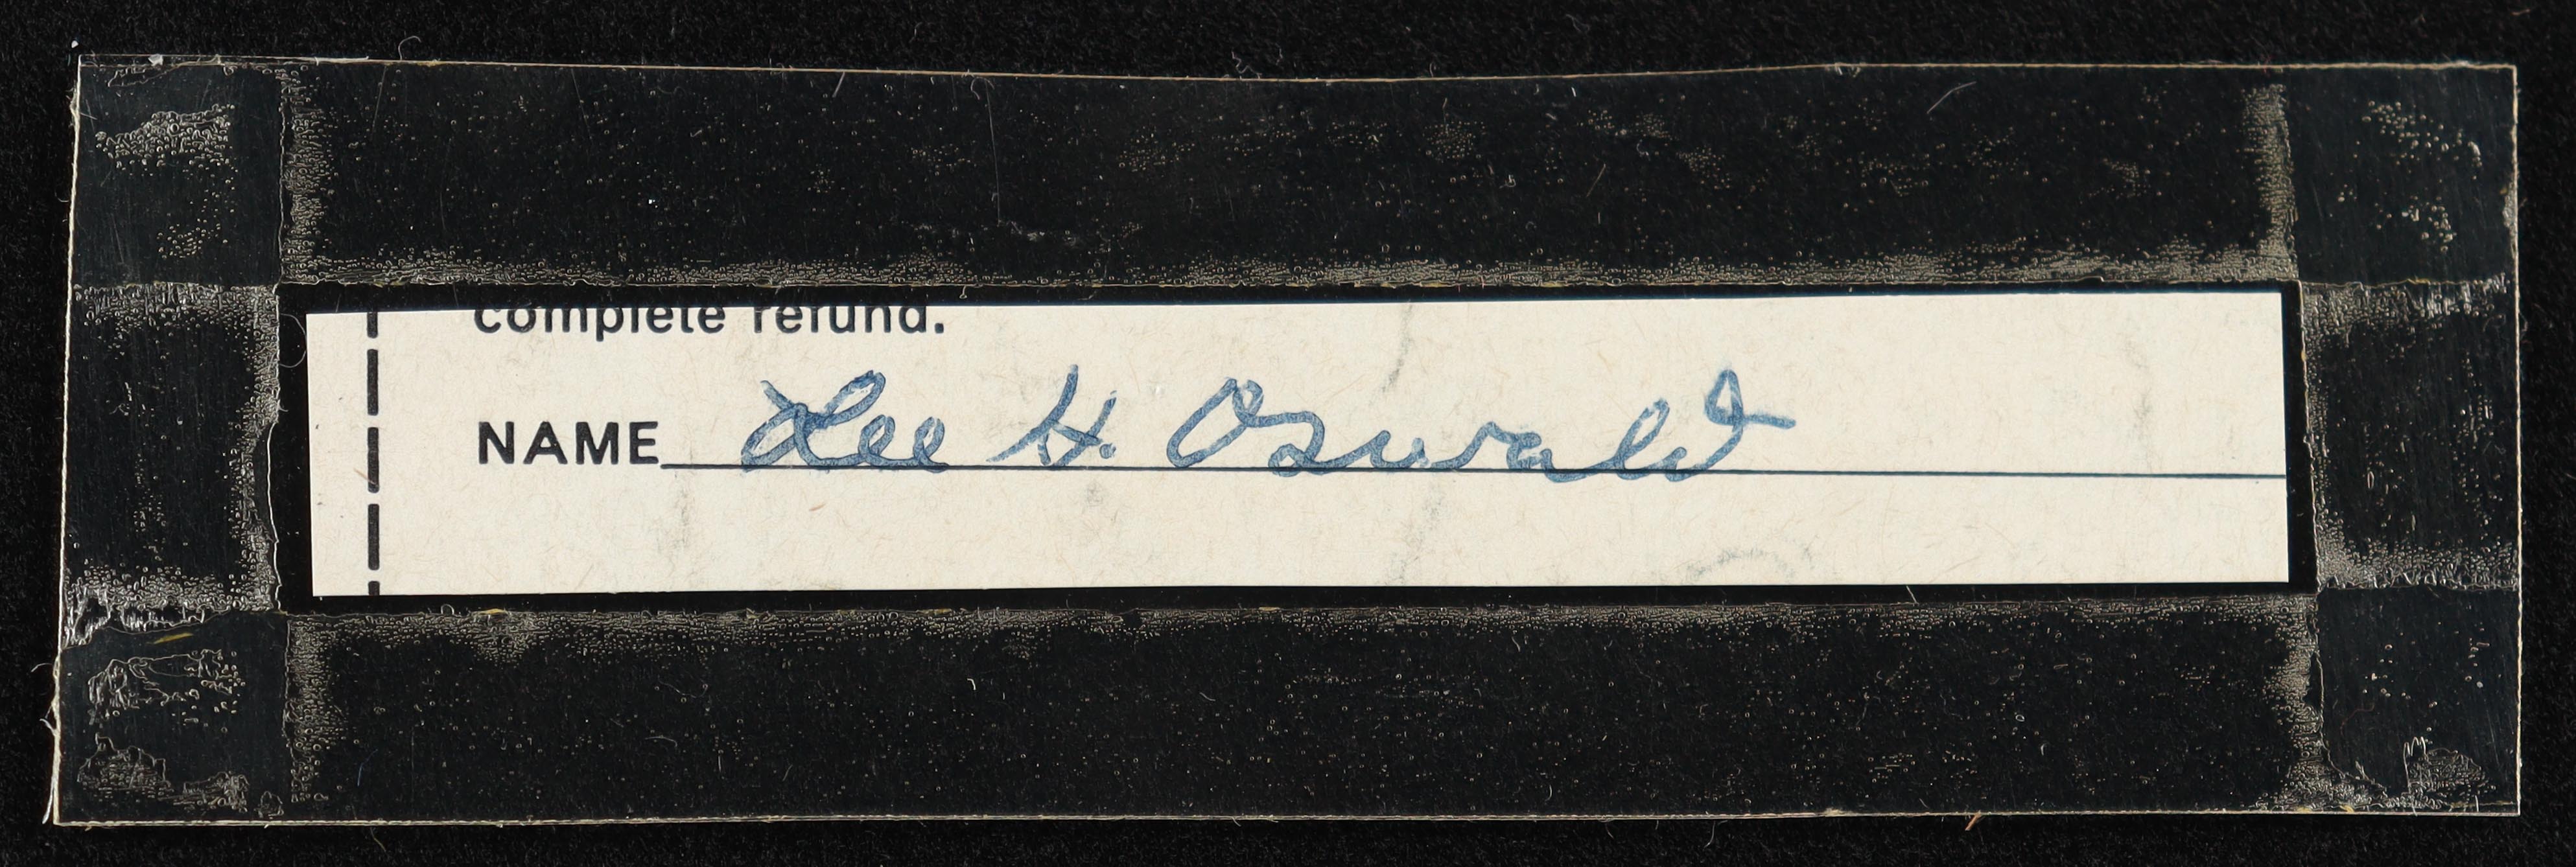 complete refund.
NAME Lee H. Oswald